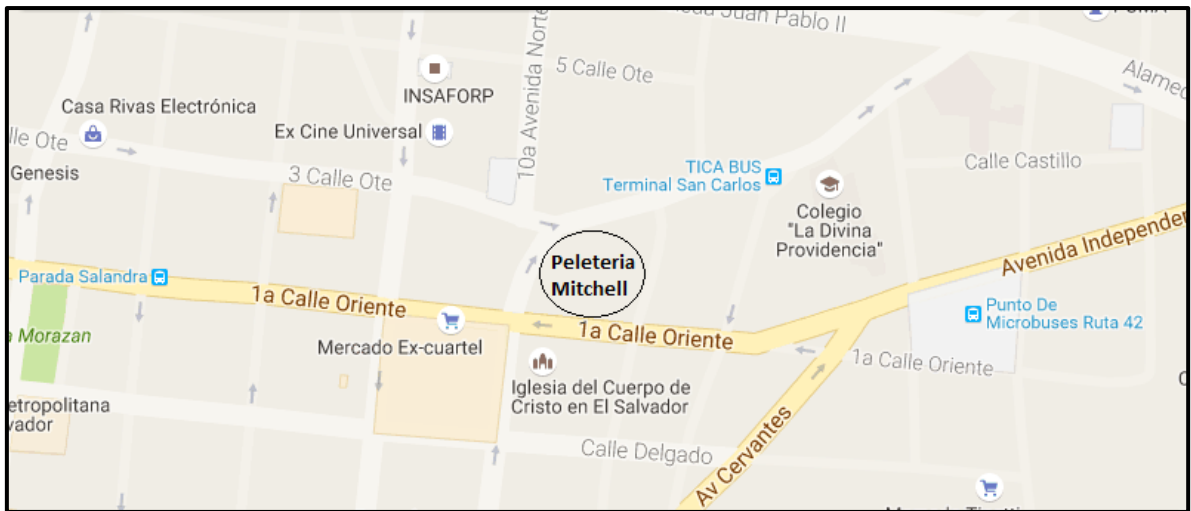 Juan Pablo II
5 Calle Ote
INSAFORP
10a Avenida Norte
Alamed
Casa Rivas Electrónica
Ex Cine Universal
lle Ote
Genesis
3 Calle Ote
TICA BUS
Terminal San Carlos
Calle Castillo
Colegio
"La Divina
Providencia"
Avenida Independen
Peleteria
Mitchell
Parada Salandra
1a Calle Oriente
Punto De
Microbuses Ruta 42
1a Calle Oriente
Morazan
Mercado Ex-cuartel
1a Calle Oriente
Iglesia del Cuerpo de
Cristo en El Salvador
etropolitana
vador
Calle Delgado
Av Cervantes